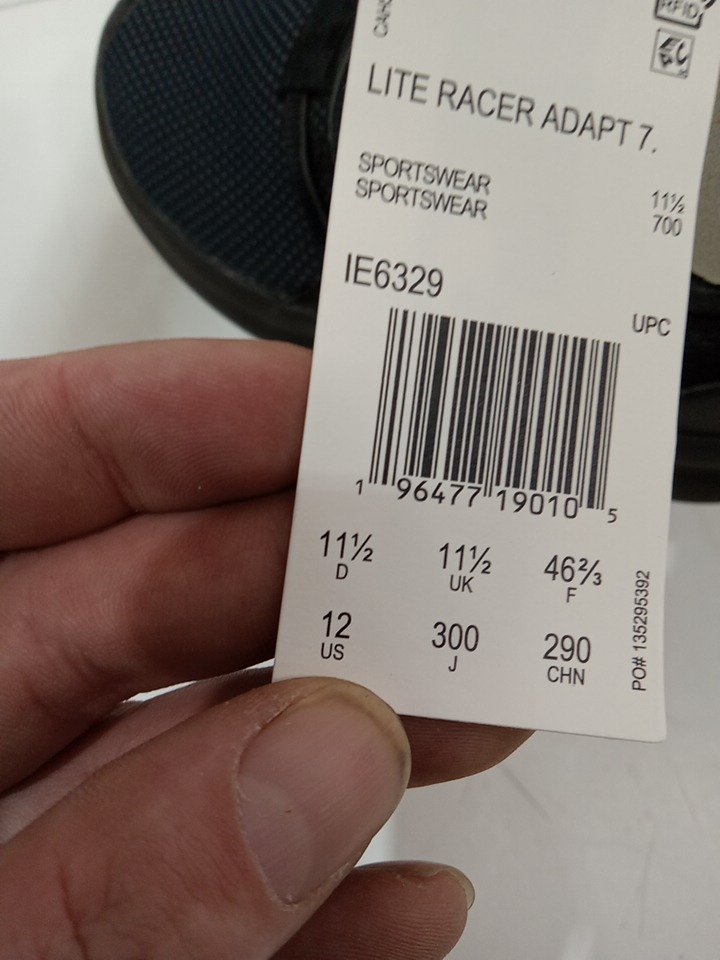 RFID
LITE RACER ADAPT 7.
SPORTSWEAR
SPORTSWEAR
11½
700
IE6329
UPC
1 96477 19010 5
11½ 11½ 46⅔
D UK F
12 300 290
US J CHN
PO# 135295392